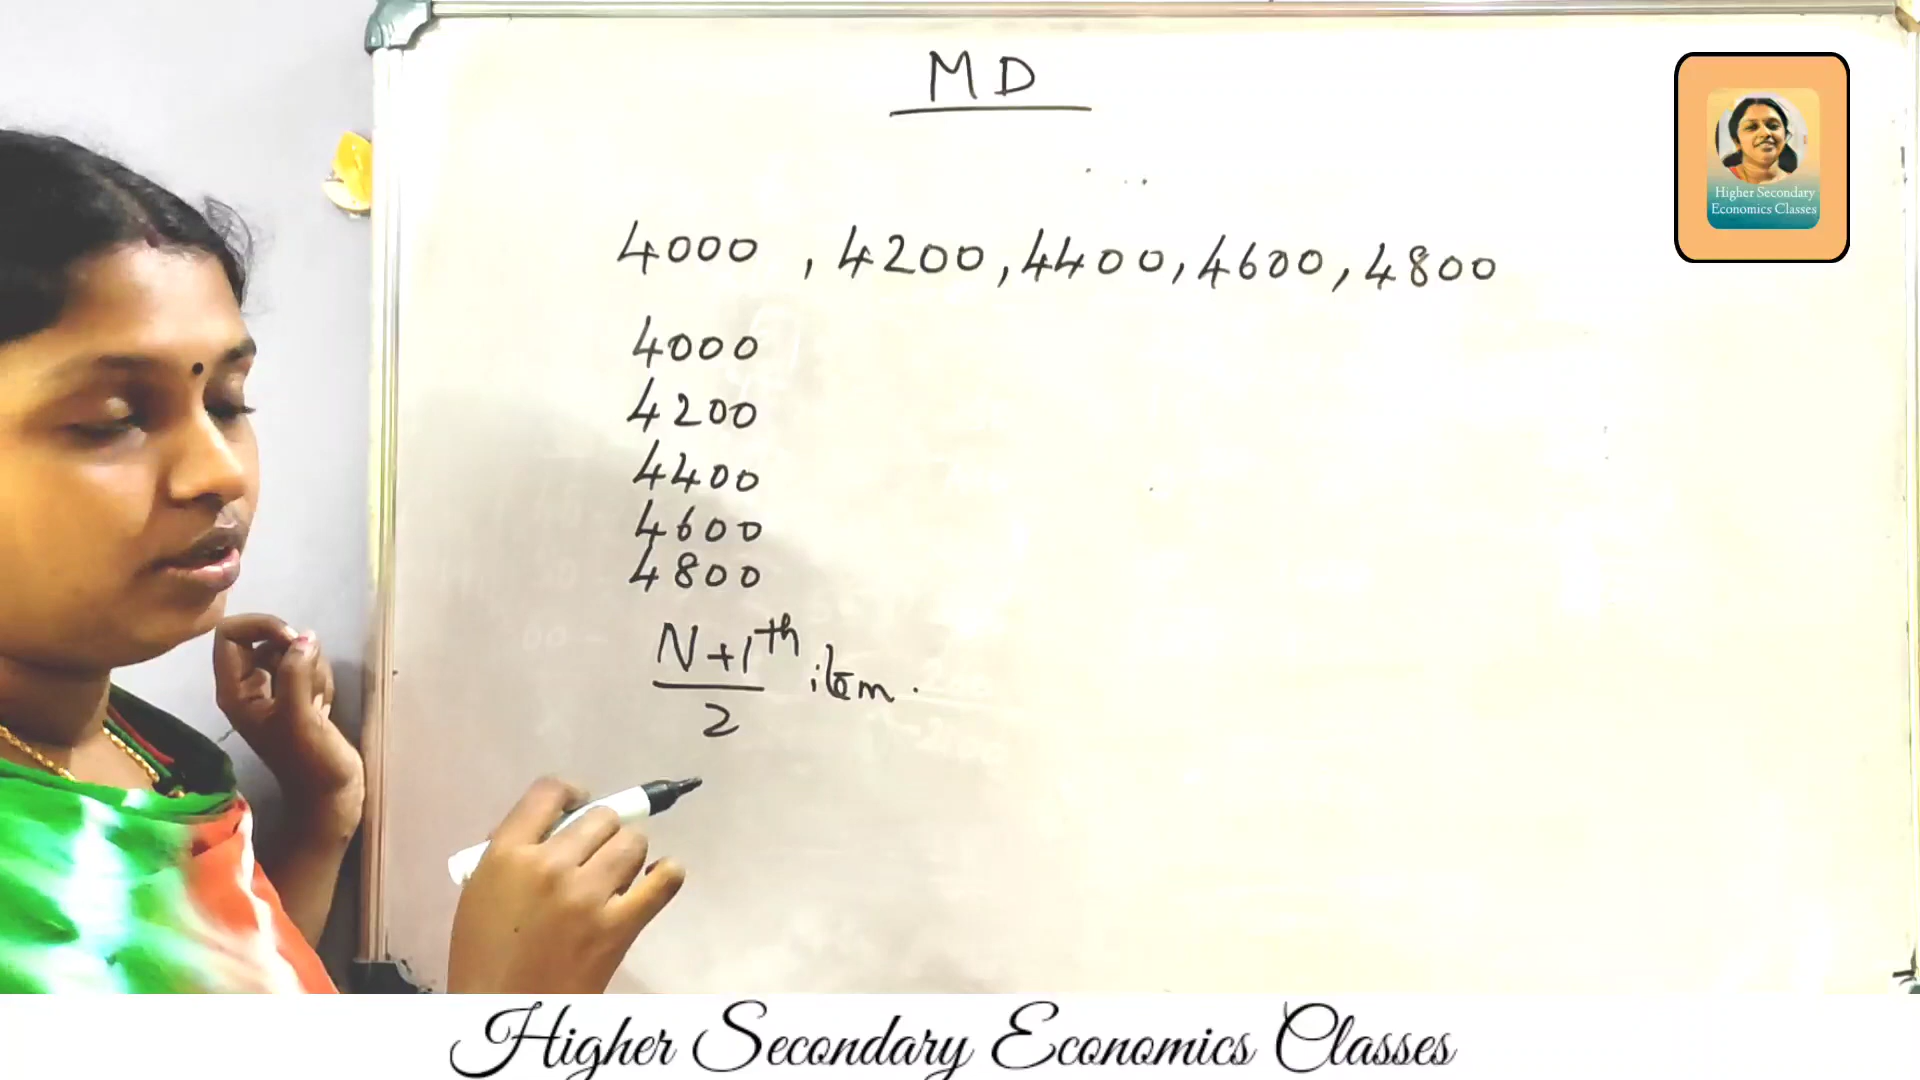 MD
4000 , 4200, 4400, 4600, 4800
4000
4200
4400
4600
4800
N+1th item.
2
Higher Secondary
Economics Classes
Higher Secondary Economics Classes